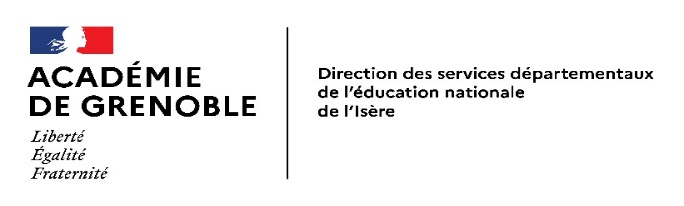 ACADÉMIE
DE GRENOBLE
Liberté
Égalité
Fraternité
Direction des services départementaux
de l'éducation nationale
de l'Isère